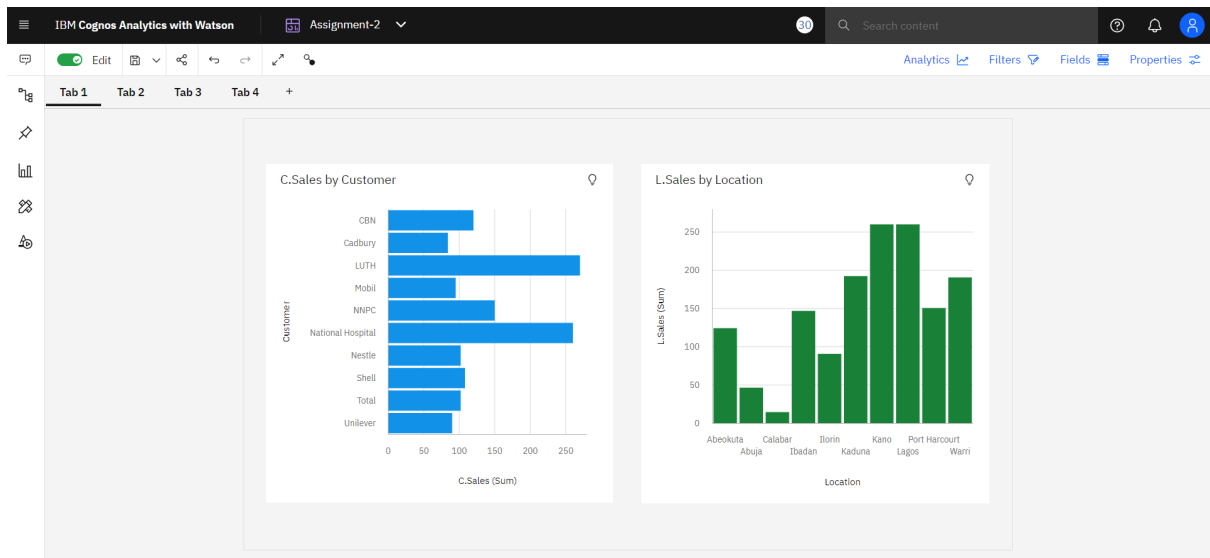 IBM Cognos Analytics with Watson
Assignment-2
30
Search content
Edit
Analytics
Filters
Fields
Properties
Tab 1
Tab 2
Tab 3
Tab 4
+
C.Sales by Customer
Customer
CBN
Cadbury
LUTH
Mobil
NNPC
National Hospital
Nestle
Shell
Total
Unilever
0 50 100 150 200 250
C.Sales (Sum)
L.Sales by Location
L.Sales (Sum)
250
200
150
100
50
0
Abeokuta Calabar Ilorin Kano Port Harcourt
Abuja Ibadan Kaduna Lagos Warri
Location